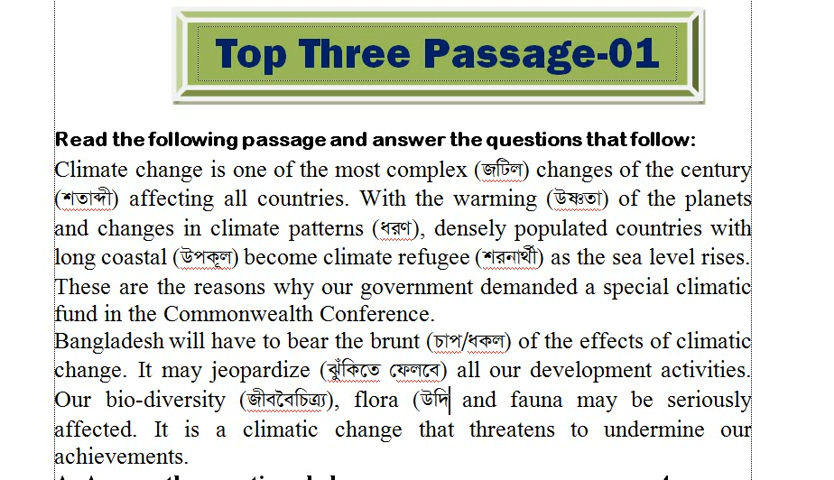 Top Three Passage-01
Read the following passage and answer the questions that follow:
Climate change is one of the most complex (জটিল) changes of the century
(শতাব্দী) affecting all countries. With the warming (উষ্ণতা) of the planets
and changes in climate patterns (ধরণ), densely populated countries with
long coastal (উপকূল) become climate refugee (শরনার্থী) as the sea level rises.
These are the reasons why our government demanded a special climatic
fund in the Commonwealth Conference.
Bangladesh will have to bear the brunt (চাপ/ধকল) of the effects of climatic
change. It may jeopardize (ঝুঁকিতে ফেলবে) all our development activities.
Our bio-diversity (জীববৈচিত্র্য), flora (উদি and fauna may be seriously
affected. It is a climatic change that threatens to undermine our
achievements.